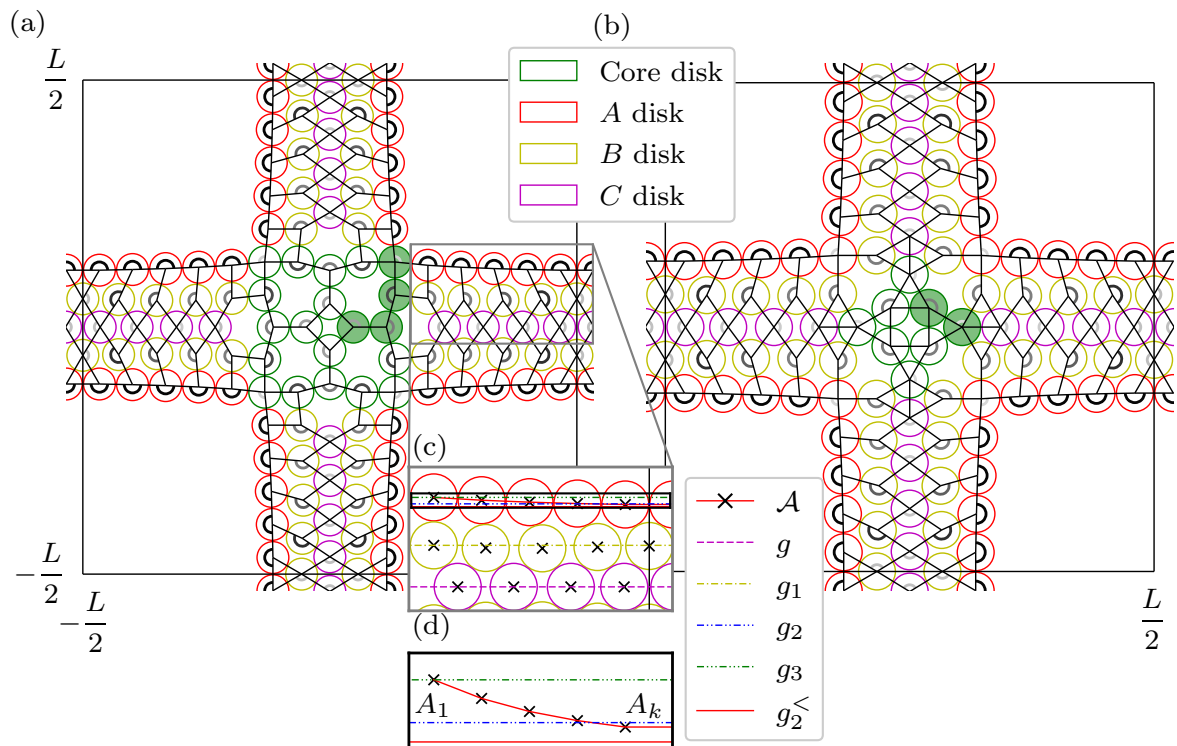 (a)
(b)
L/2
Core disk
A disk
B disk
C disk
(c)
-L/2
-L/2
L/2
𝒜
g
g₁
g₂
g₃
g₂^<
(d)
A₁
Aₖ